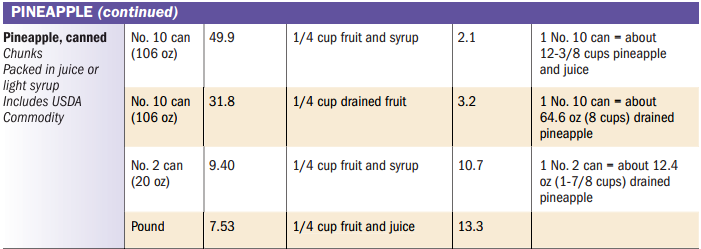 PINEAPPLE (continued)
Pineapple, canned
Chunks
Packed in juice or
light syrup
Includes USDA
Commodity
No. 10 can
(106 oz)
49.9
1/4 cup fruit and syrup
2.1
1 No. 10 can = about
12-3/8 cups pineapple
and juice
No. 10 can
(106 oz)
31.8
1/4 cup drained fruit
3.2
1 No. 10 can = about
64.6 oz (8 cups) drained
pineapple
No. 2 can
(20 oz)
9.40
1/4 cup fruit and syrup
10.7
1 No. 2 can = about 12.4
oz (1-7/8 cups) drained
pineapple
Pound
7.53
1/4 cup fruit and juice
13.3